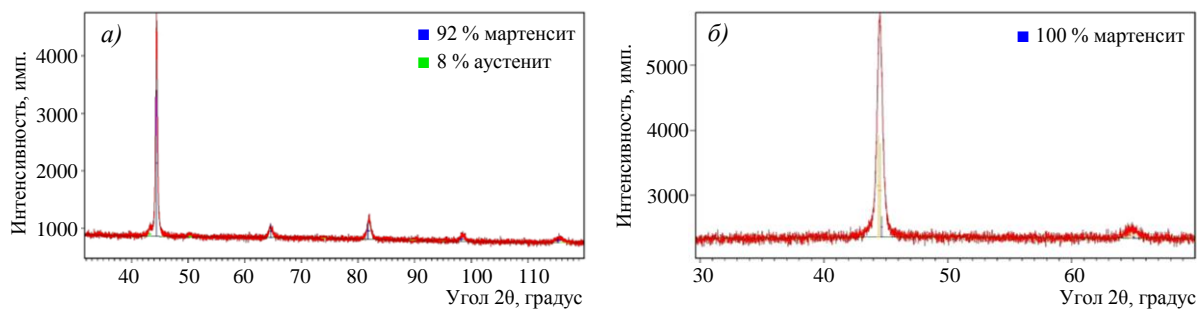 а)
92 % мартенсит
8 % аустенит
Интенсивность, имп.
4000
3000
2000
1000
40 50 60 70 80 90 100 110
Угол 2θ, градус
б)
100 % мартенсит
Интенсивность, имп.
5000
4000
3000
30 40 50 60
Угол 2θ, градус